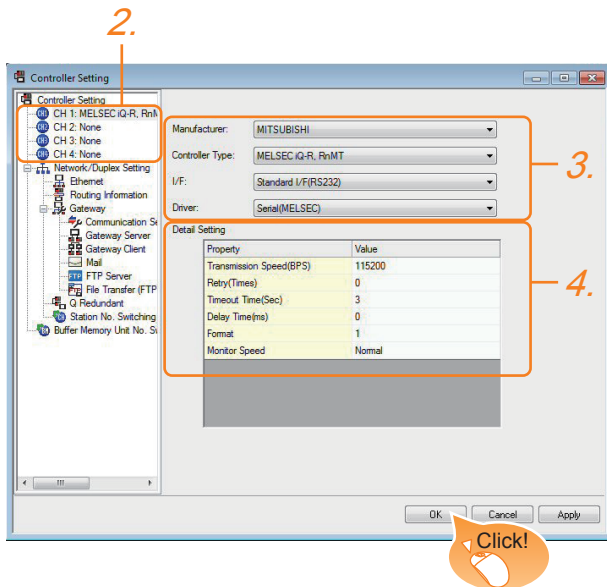 2.
Controller Setting
Controller Setting
CH 1: MELSEC iQ-R, RnM
CH 2: None
CH 3: None
CH 4: None
Network/Duplex Setting
Ethernet
Routing Information
Gateway
Communication Se
Gateway Server
Gateway Client
Mail
FTP Server
File Transfer (FTP
Q Redundant
Station No. Switching
Buffer Memory Unit No. Sw
Manufacturer: MITSUBISHI
Controller Type: MELSEC iQ-R, RnMT
I/F: Standard I/F(RS232)
Driver: Serial(MELSEC)
3.
Detail Setting
Property Value
Transmission Speed(BPS) 115200
Retry(Times) 0
Timeout Time(Sec) 3
Delay Time(ms) 0
Format 1
Monitor Speed Normal
4.
OK Cancel Apply
Click!